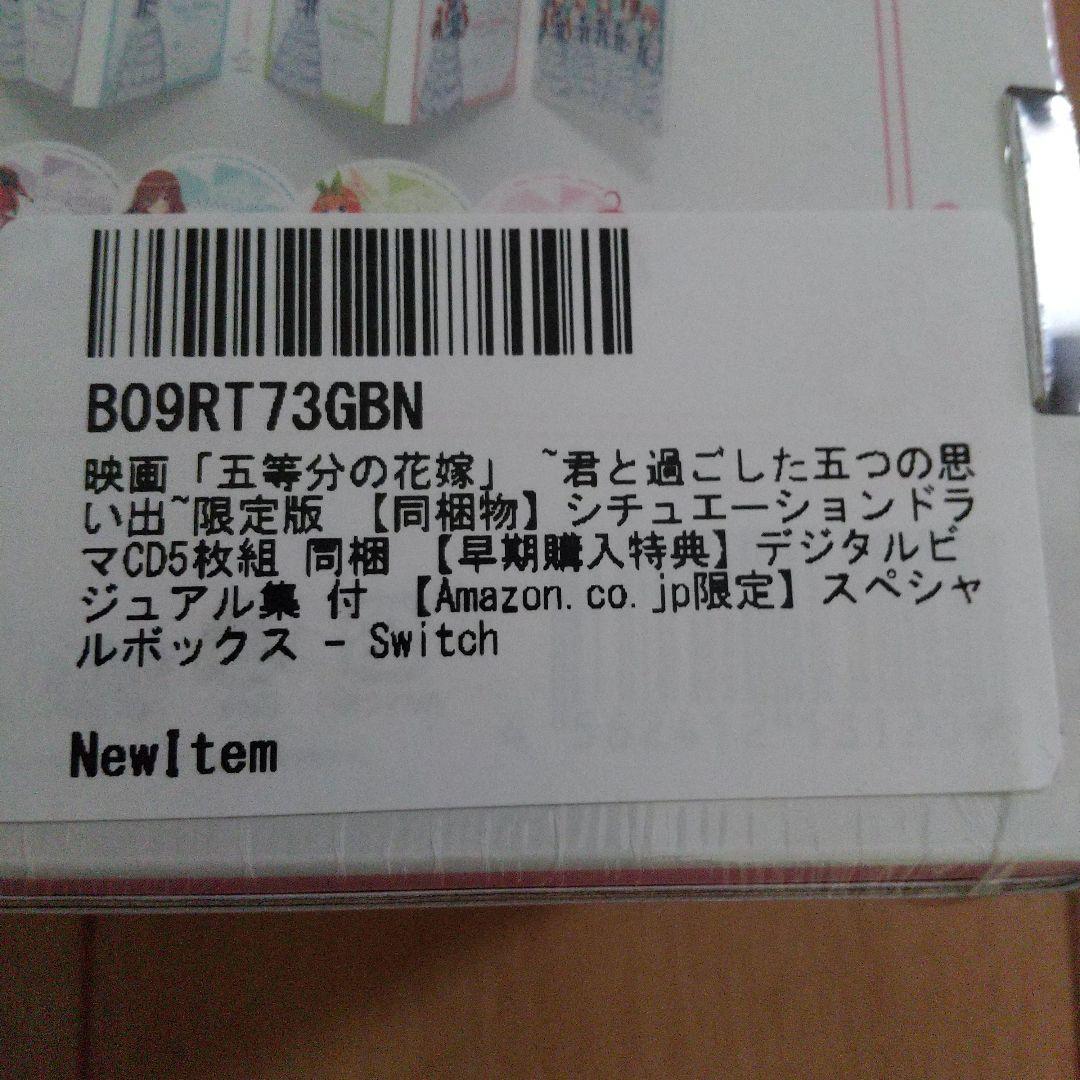 B09RT73GBN
映画「五等分の花嫁」 ~君と過ごした五つの思
い出~限定版 【同梱物】シチュエーションドラ
マCD5枚組 同梱 【早期購入特典】デジタルビ
ジュアル集 付 【Amazon.co.jp限定】スペシャ
ルボックス - Switch
NewItem